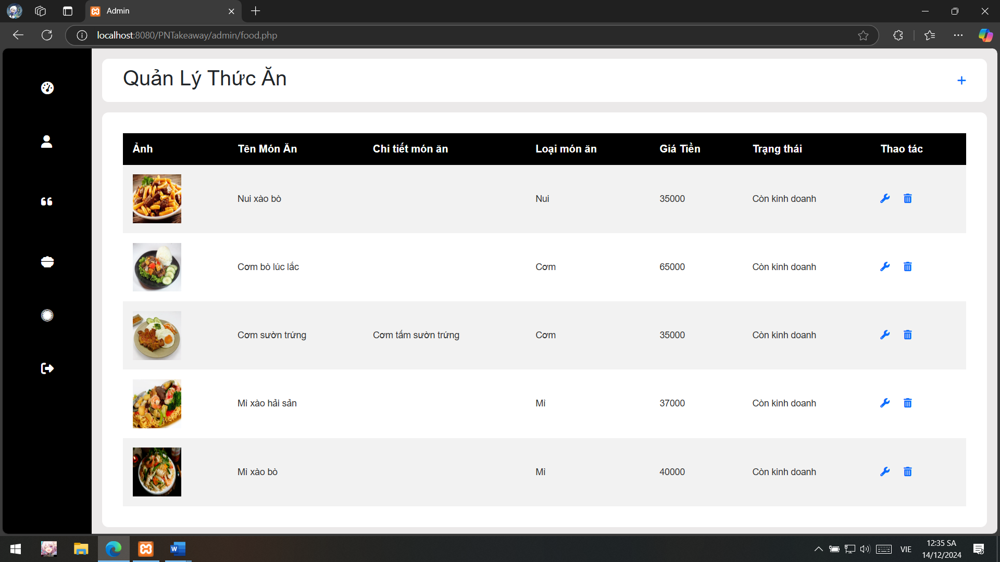 Admin
localhost:8080/PNTakeaway/admin/food.php
Quản Lý Thức Ăn
Ảnh Tên Món Ăn Chi tiết món ăn Loại món ăn Giá Tiền Trạng thái Thao tác
Nui xào bò Nui 35000 Còn kinh doanh
Cơm bò lúc lắc Cơm 65000 Còn kinh doanh
Cơm sườn trứng Cơm tấm sườn trứng Cơm 35000 Còn kinh doanh
Mì xào hải sản Mì 37000 Còn kinh doanh
Mì xào bò Mì 40000 Còn kinh doanh
VIE
12:35 SA
14/12/2024